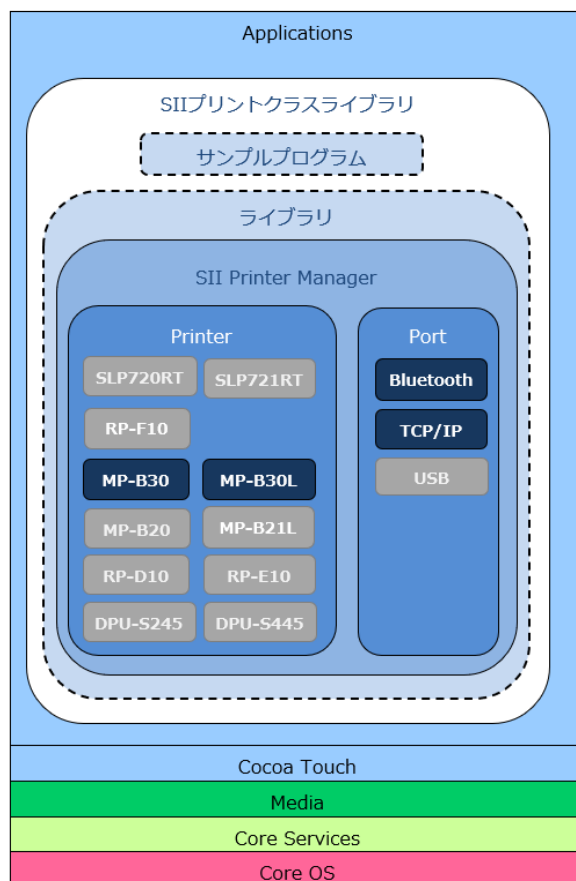 Applications
SIIプリントクラスライブラリ
サンプルプログラム
ライブラリ
SII Printer Manager
Printer
SLP720RT
SLP721RT
RP-F10
MP-B30
MP-B30L
MP-B20
MP-B21L
RP-D10
RP-E10
DPU-S245
DPU-S445
Port
Bluetooth
TCP/IP
USB
Cocoa Touch
Media
Core Services
Core OS